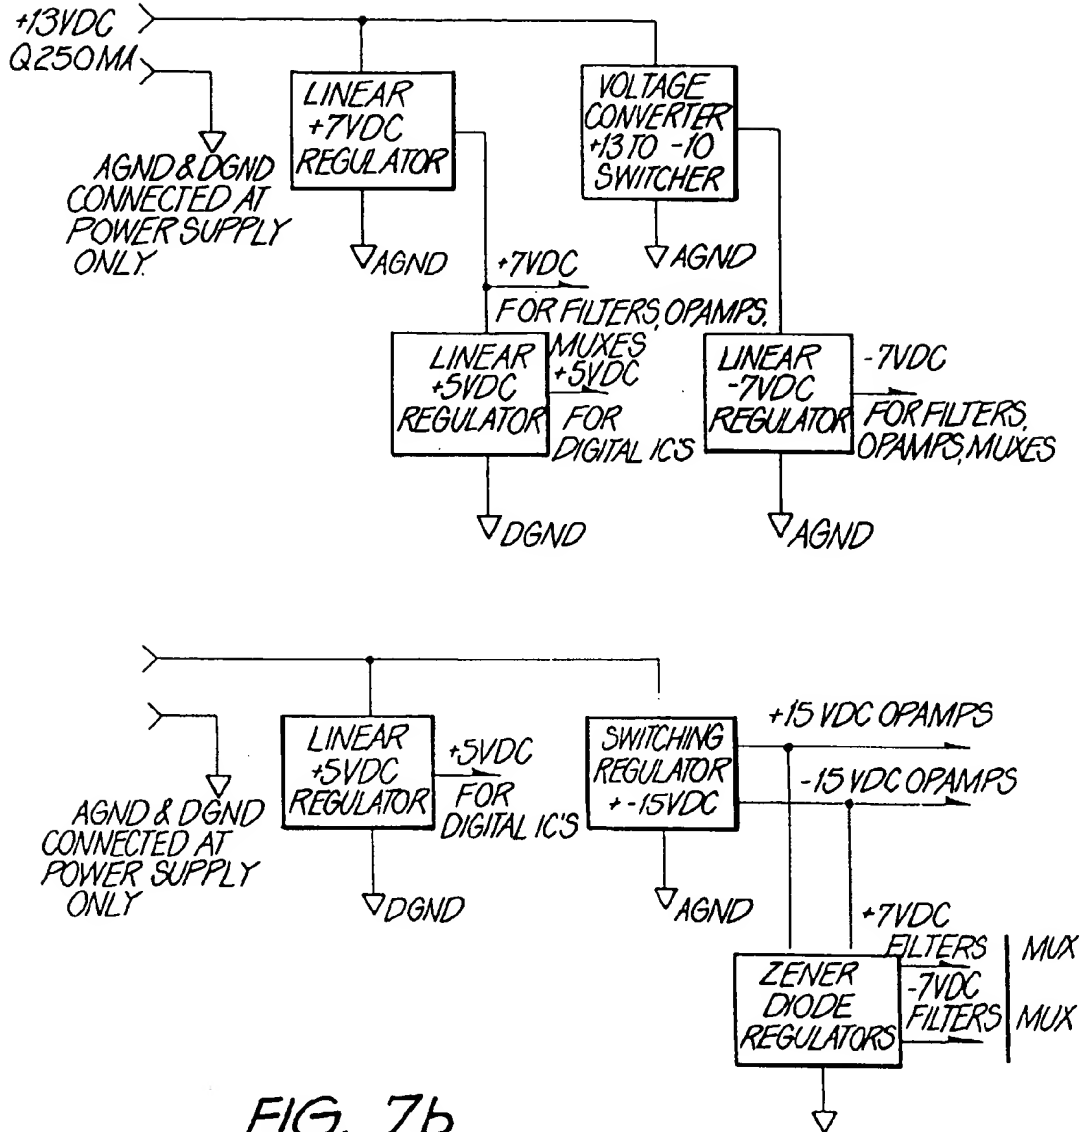 +13VDC
Q250MA
AGND & DGND
CONNECTED AT
POWER SUPPLY
ONLY.
LINEAR
+7VDC
REGULATOR
AGND
VOLTAGE
CONVERTER
+13 TO -10
SWITCHER
AGND
+7VDC
FOR FILTERS, OPAMPS,
MUXES
LINEAR
+5VDC
REGULATOR
+5VDC
FOR
DIGITAL IC'S
DGND
LINEAR
-7VDC
REGULATOR
-7VDC
FOR FILTERS,
OPAMPS, MUXES
AGND
AGND & DGND
CONNECTED AT
POWER SUPPLY
ONLY
LINEAR
+5VDC
REGULATOR
+5VDC
FOR
DIGITAL IC'S
DGND
SWITCHING
REGULATOR
+-15VDC
AGND
+15 VDC OPAMPS
-15 VDC OPAMPS
ZENER
DIODE
REGULATORS
+7VDC
FILTERS MUX
-7VDC
FILTERS MUX
FIG. 7b